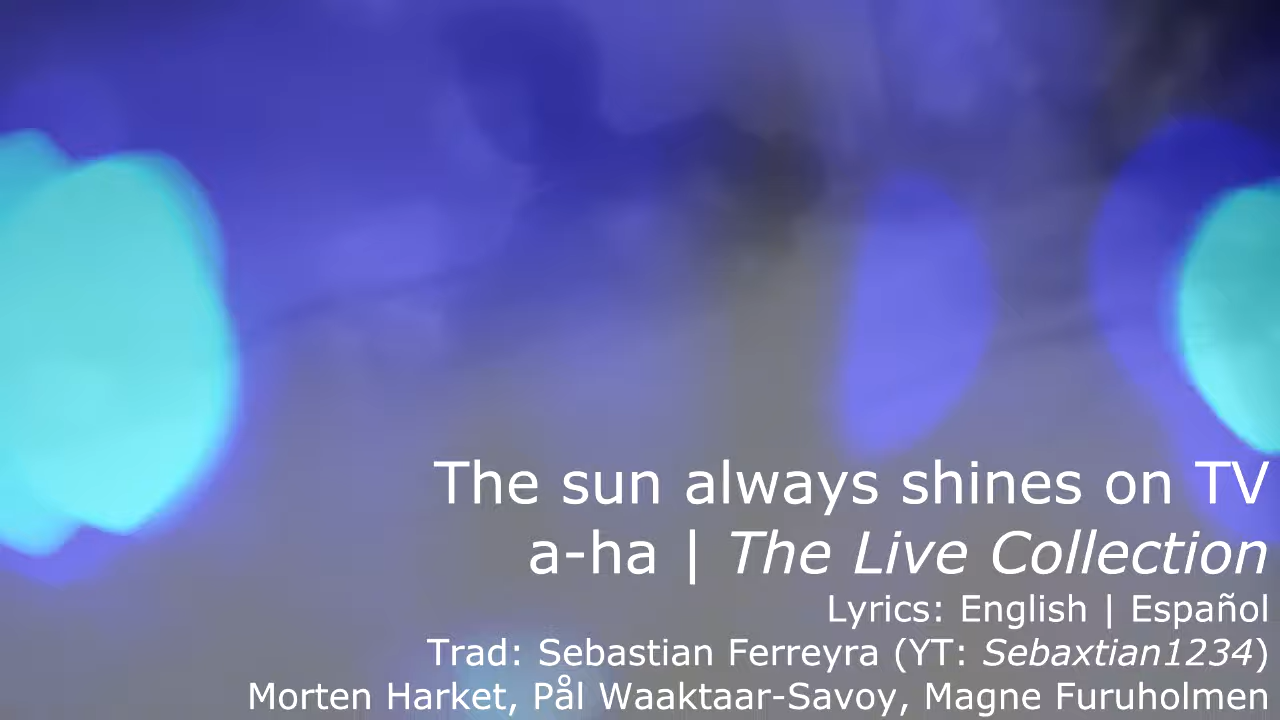 The sun always shines on TV
a-ha | The Live Collection
Lyrics: English | Español
Trad: Sebastian Ferreyra (YT: Sebaxtian1234)
Morten Harket, Pål Waaktaar-Savoy, Magne Furuholmen